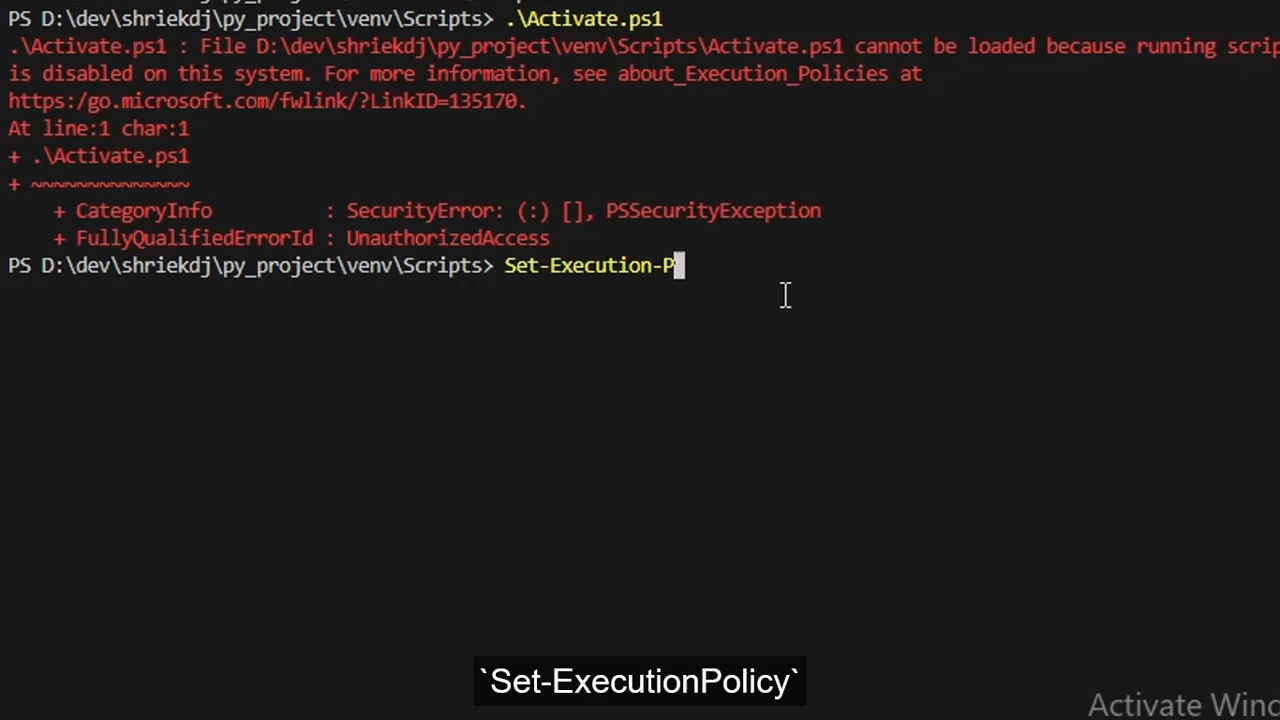 PS D:\dev\shriekdj\py_project\venv\Scripts> .\Activate.ps1
.\Activate.ps1 : File D:\dev\shriekdj\py_project\venv\Scripts\Activate.ps1 cannot be loaded because running scrip
is disabled on this system. For more information, see about_Execution_Policies at
https:/go.microsoft.com/fwlink/?LinkID=135170.
At line:1 char:1
+ .\Activate.ps1
+ ~~~~~~~~~~~~~~
+ CategoryInfo : SecurityError: (:) [], PSSecurityException
+ FullyQualifiedErrorId : UnauthorizedAccess
PS D:\dev\shriekdj\py_project\venv\Scripts> Set-Execution-P
`Set-ExecutionPolicy`
Activate Winc